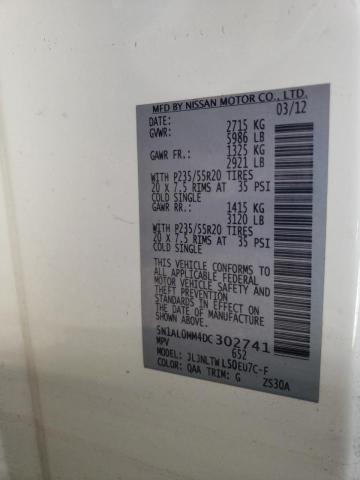 MFD BY NISSAN MOTOR CO., LTD.
DATE: 03/12
GVWR: 2715 KG
5986 LB
GAWR FR.: 1325 KG
2921 LB
WITH P235/55R20 TIRES
20 x 7.5 RIMS AT 35 PSI
COLD SINGLE
GAWR RR.: 1415 KG
3120 LB
WITH P235/55R20 TIRES
20 x 7.5 RIMS AT 35 PSI
COLD SINGLE
THIS VEHICLE CONFORMS TO
ALL APPLICABLE FEDERAL
MOTOR VEHICLE SAFETY AND
THEFT PREVENTION
STANDARDS IN EFFECT
ON THE DATE OF
MANUFACTURE
5N1AL0MM4DC302741
MPV 652
MODEL: JLJNLTWL50EU7C-F
COLOR: QAA TRIM: G ZS30A